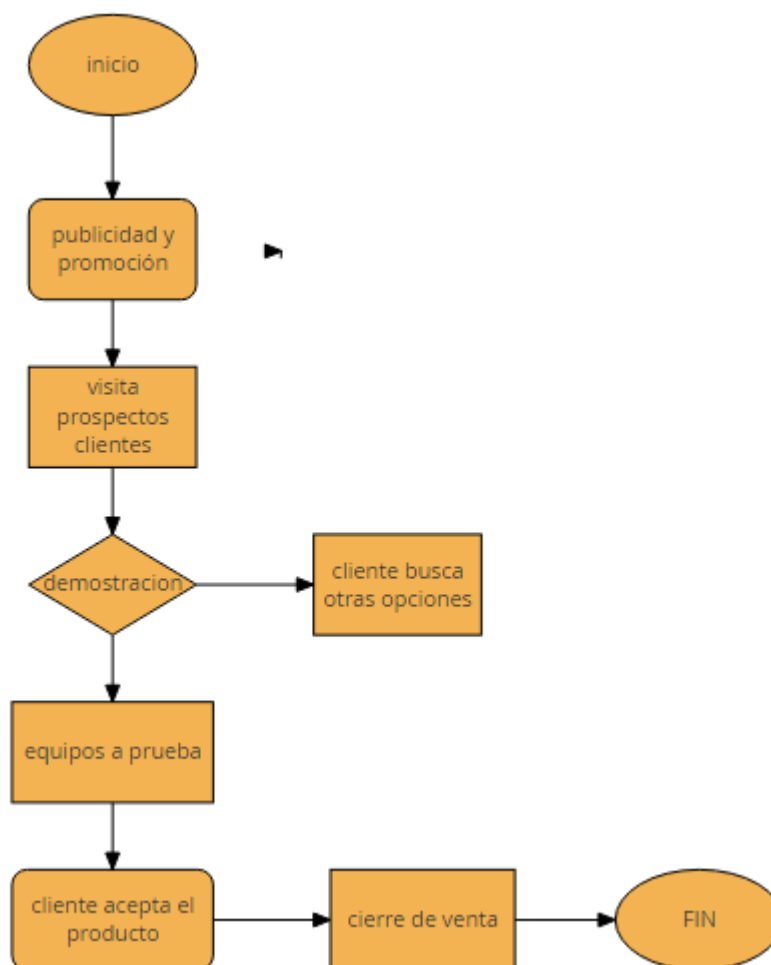 inicio
publicidad y
promoción
visita
prospectos
clientes
demostracion
cliente busca
otras opciones
equipos a prueba
cliente acepta el
producto
cierre de venta
FIN